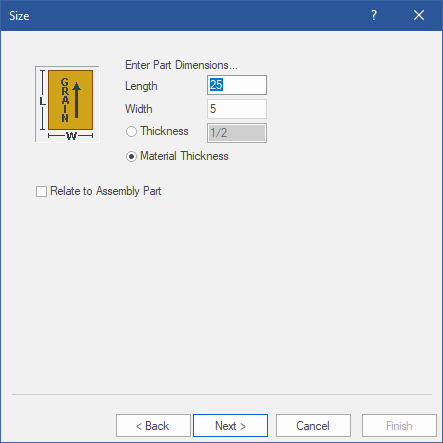 Size
?
Enter Part Dimensions...
GRAIN
L
W
Length 25
Width 5
Thickness 1/2
Material Thickness
Relate to Assembly Part
< Back Next > Cancel Finish